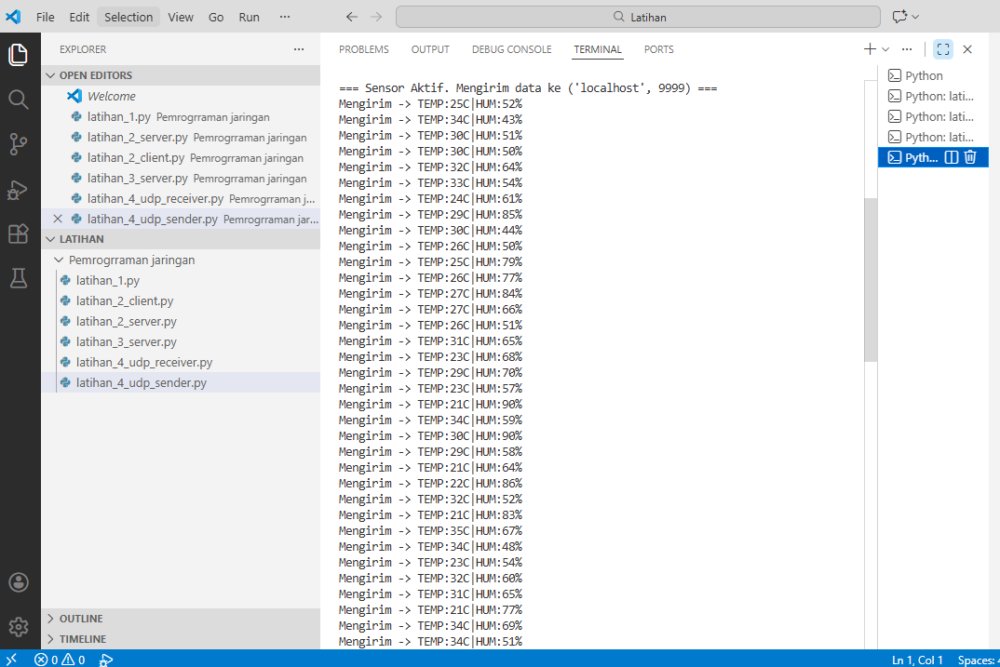 File Edit Selection View Go Run ··· Latihan
EXPLORER ···
OPEN EDITORS
Welcome
latihan_1.py Pemrogrraman jaringan
latihan_2_server.py Pemrogrraman jaringan
latihan_2_client.py Pemrogrraman jaringan
latihan_3_server.py Pemrogrraman jaringan
latihan_4_udp_receiver.py Pemrogrraman j...
latihan_4_udp_sender.py Pemrogrraman jar...
LATIHAN
Pemrogrraman jaringan
latihan_1.py
latihan_2_client.py
latihan_2_server.py
latihan_3_server.py
latihan_4_udp_receiver.py
latihan_4_udp_sender.py
OUTLINE
TIMELINE
PROBLEMS OUTPUT DEBUG CONSOLE TERMINAL PORTS ···
=== Sensor Aktif. Mengirim data ke ('localhost', 9999) ===
Mengirim -> TEMP:25C|HUM:52%
Mengirim -> TEMP:34C|HUM:43%
Mengirim -> TEMP:30C|HUM:51%
Mengirim -> TEMP:30C|HUM:50%
Mengirim -> TEMP:32C|HUM:64%
Mengirim -> TEMP:33C|HUM:54%
Mengirim -> TEMP:24C|HUM:61%
Mengirim -> TEMP:29C|HUM:85%
Mengirim -> TEMP:30C|HUM:44%
Mengirim -> TEMP:26C|HUM:50%
Mengirim -> TEMP:25C|HUM:79%
Mengirim -> TEMP:26C|HUM:77%
Mengirim -> TEMP:27C|HUM:84%
Mengirim -> TEMP:27C|HUM:66%
Mengirim -> TEMP:26C|HUM:51%
Mengirim -> TEMP:31C|HUM:65%
Mengirim -> TEMP:23C|HUM:68%
Mengirim -> TEMP:29C|HUM:70%
Mengirim -> TEMP:23C|HUM:57%
Mengirim -> TEMP:21C|HUM:90%
Mengirim -> TEMP:34C|HUM:59%
Mengirim -> TEMP:30C|HUM:90%
Mengirim -> TEMP:29C|HUM:58%
Mengirim -> TEMP:21C|HUM:64%
Mengirim -> TEMP:22C|HUM:86%
Mengirim -> TEMP:32C|HUM:52%
Mengirim -> TEMP:21C|HUM:83%
Mengirim -> TEMP:35C|HUM:67%
Mengirim -> TEMP:34C|HUM:48%
Mengirim -> TEMP:23C|HUM:54%
Mengirim -> TEMP:32C|HUM:60%
Mengirim -> TEMP:31C|HUM:65%
Mengirim -> TEMP:21C|HUM:77%
Mengirim -> TEMP:34C|HUM:69%
Mengirim -> TEMP:34C|HUM:51%
Python
Python: lati...
Python: lati...
Python: lati...
Pyth...
0 0 Ln 1, Col 1 Spaces: 4